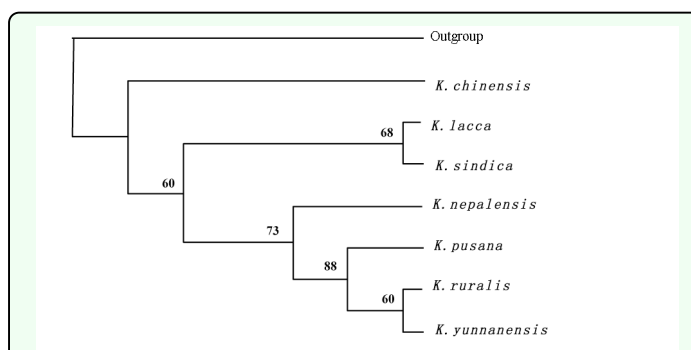 Outgroup
K. chinensis
68
K. lacca
K. sindica
60
73
K. nepalensis
K. pusana
88
K. ruralis
60
K. yunnanensis